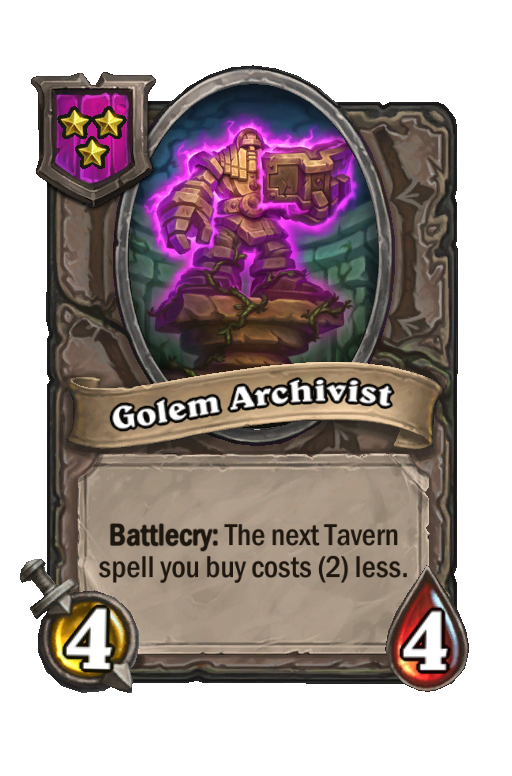 Golem Archivist
Battlecry: The next Tavern
spell you buy costs (2) less.
4
4